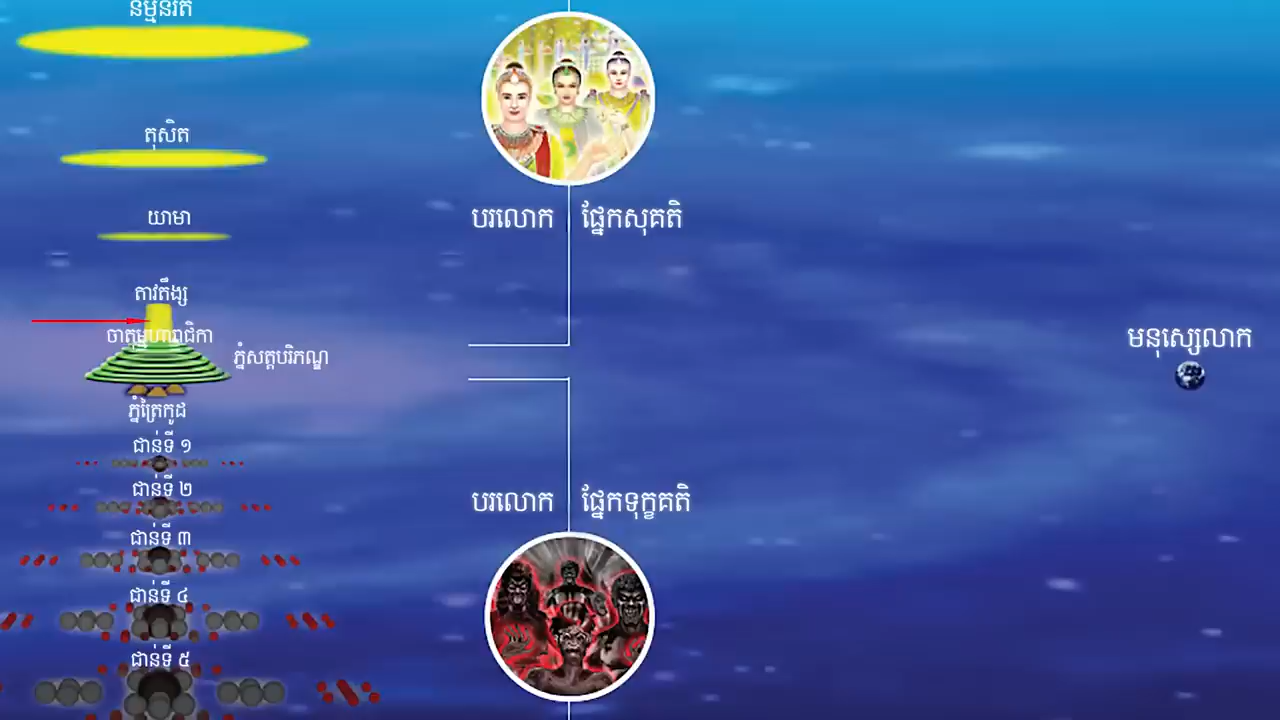 និម្មនរតី
តុសិត
យាមា
តាវតឹង្ស
ចាតុម្មហារាជិកា
ភ្នំសត្តបរិភណ្ឌ
ភ្នំត្រៃកូដ
ជាន់ទី ១
ជាន់ទី ២
ជាន់ទី ៣
ជាន់ទី ៤
ជាន់ទី ៥
បរលោក ផ្នែកសុគតិ
បរលោក ផ្នែកទុក្ខគតិ
មនុស្សេលាក